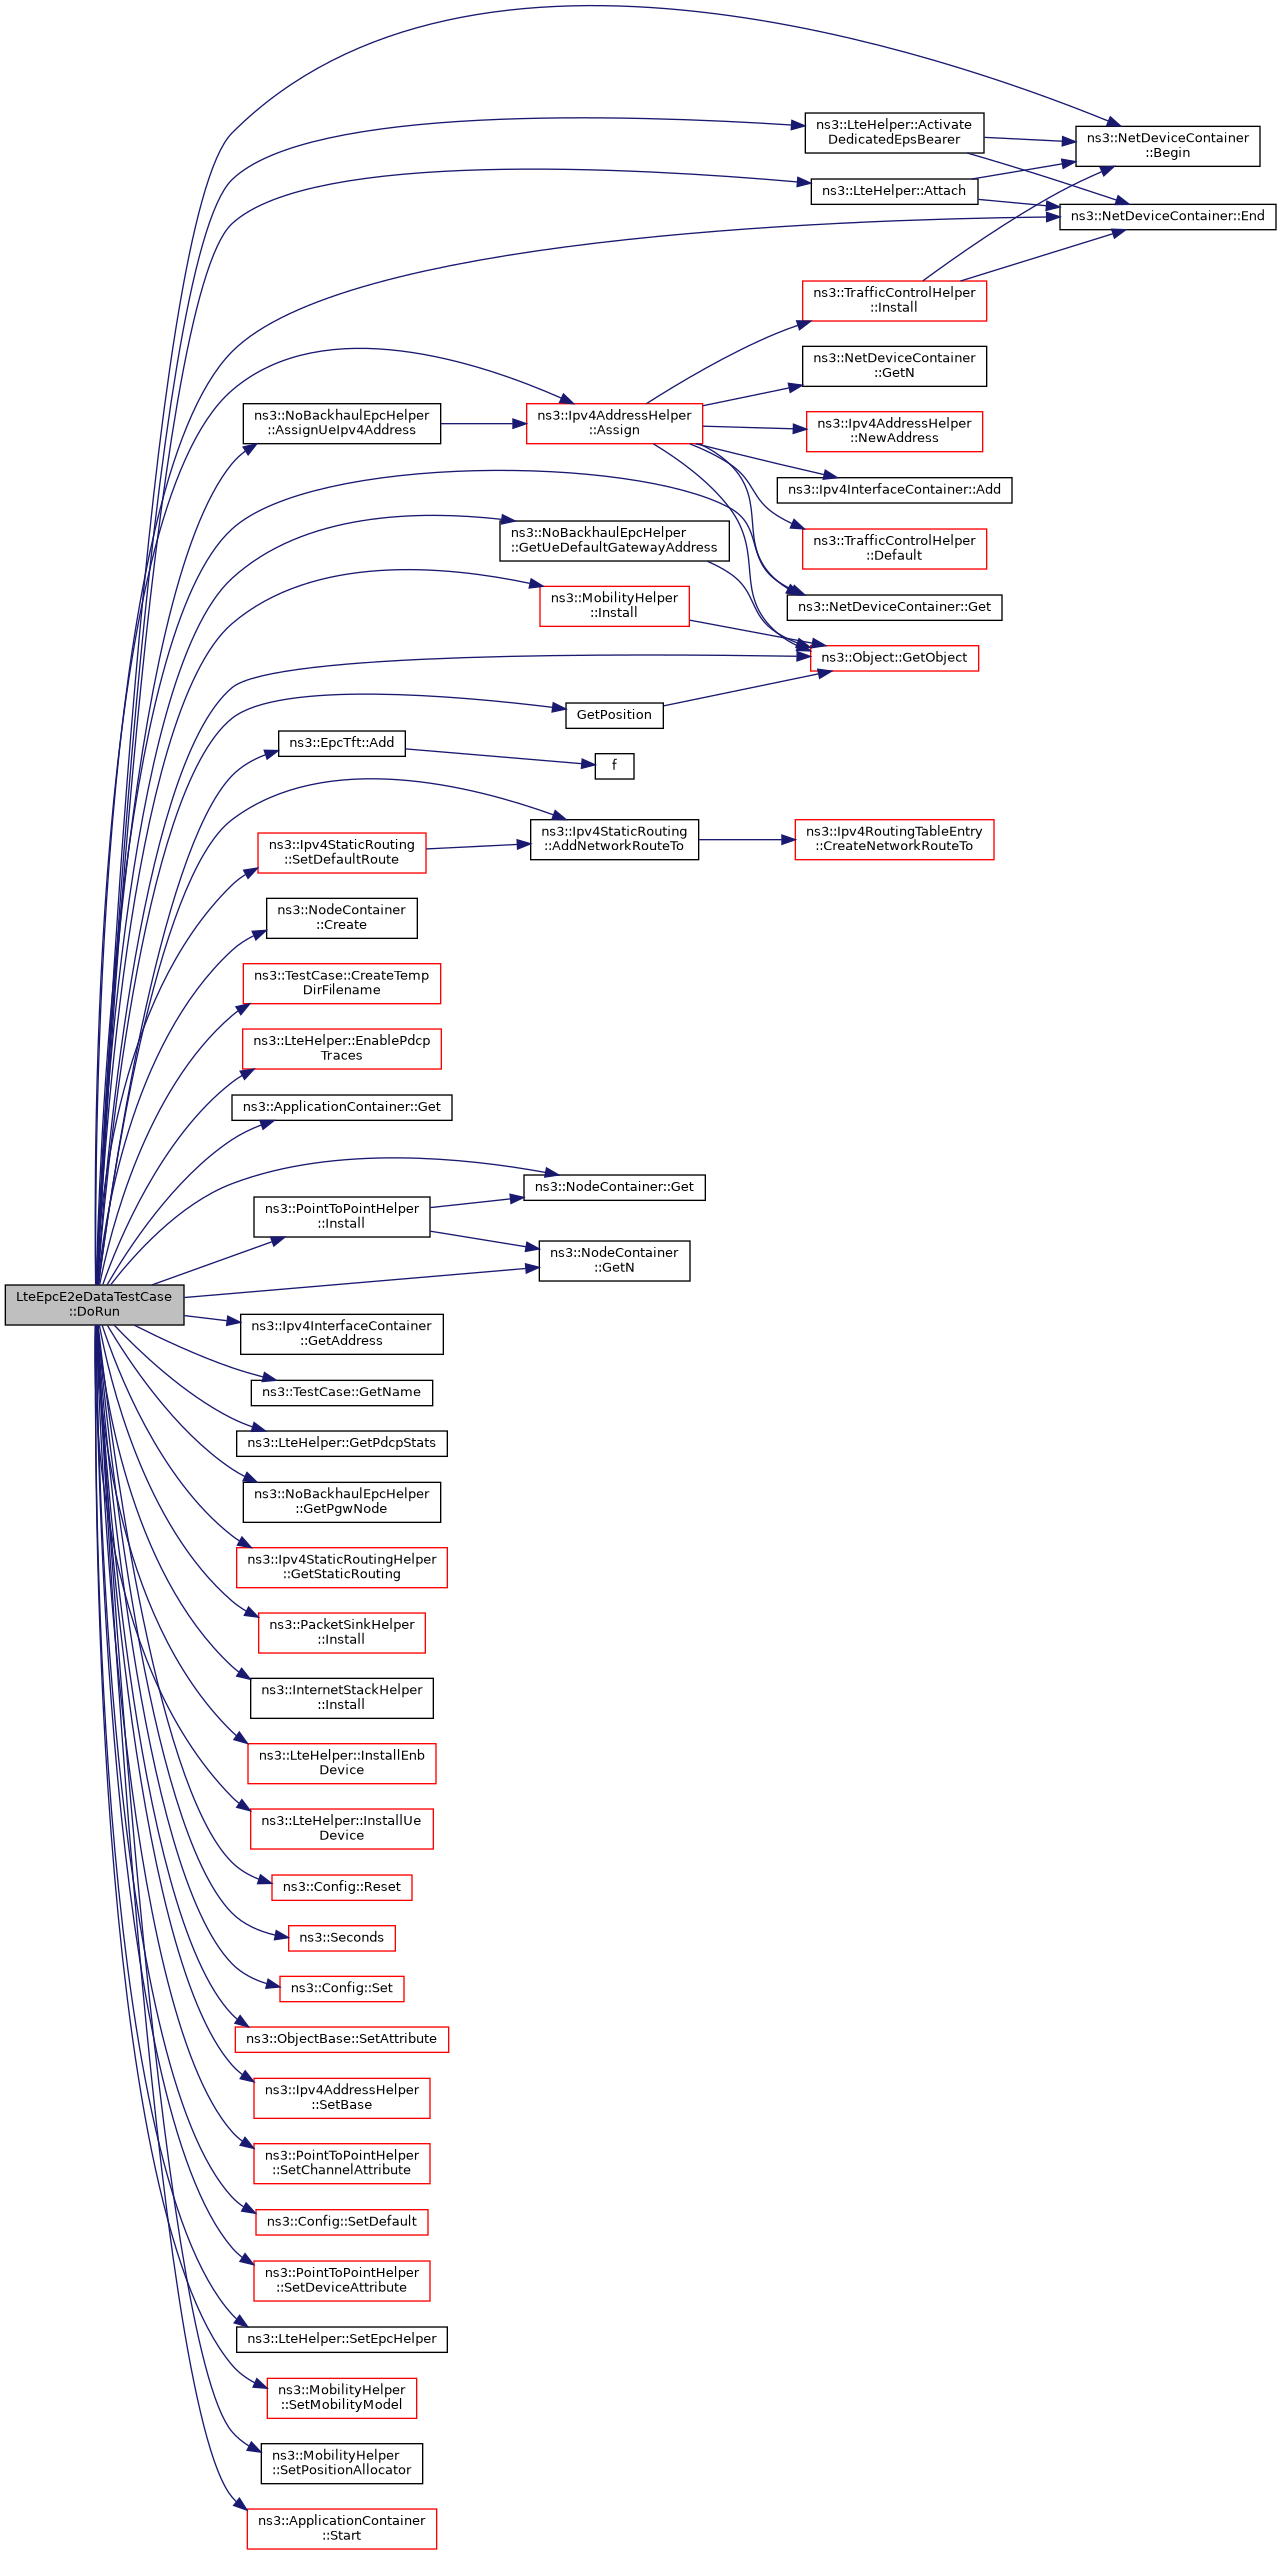 ns3::LteHelper::Activate
DedicatedEpsBearer
ns3::NetDeviceContainer
::Begin
ns3::LteHelper::Attach
ns3::NetDeviceContainer::End
ns3::TrafficControlHelper
::Install
ns3::NetDeviceContainer
::GetN
ns3::NoBackhaulEpcHelper
::AssignUeIpv4Address
ns3::Ipv4AddressHelper
::Assign
ns3::Ipv4AddressHelper
::NewAddress
ns3::Ipv4InterfaceContainer::Add
ns3::NoBackhaulEpcHelper
::GetUeDefaultGatewayAddress
ns3::TrafficControlHelper
::Default
ns3::MobilityHelper
::Install
ns3::NetDeviceContainer::Get
ns3::Object::GetObject
GetPosition
ns3::EpcTft::Add
f
ns3::Ipv4StaticRouting
::SetDefaultRoute
ns3::Ipv4StaticRouting
::AddNetworkRouteTo
ns3::Ipv4RoutingTableEntry
::CreateNetworkRouteTo
ns3::NodeContainer
::Create
ns3::TestCase::CreateTemp
DirFilename
ns3::LteHelper::EnablePdcp
Traces
ns3::ApplicationContainer::Get
ns3::NodeContainer::Get
ns3::PointToPointHelper
::Install
ns3::NodeContainer
::GetN
LteEpcE2eDataTestCase
::DoRun
ns3::Ipv4InterfaceContainer
::GetAddress
ns3::TestCase::GetName
ns3::LteHelper::GetPdcpStats
ns3::NoBackhaulEpcHelper
::GetPgwNode
ns3::Ipv4StaticRoutingHelper
::GetStaticRouting
ns3::PacketSinkHelper
::Install
ns3::InternetStackHelper
::Install
ns3::LteHelper::InstallEnb
Device
ns3::LteHelper::InstallUe
Device
ns3::Config::Reset
ns3::Seconds
ns3::Config::Set
ns3::ObjectBase::SetAttribute
ns3::Ipv4AddressHelper
::SetBase
ns3::PointToPointHelper
::SetChannelAttribute
ns3::Config::SetDefault
ns3::PointToPointHelper
::SetDeviceAttribute
ns3::LteHelper::SetEpcHelper
ns3::MobilityHelper
::SetMobilityModel
ns3::MobilityHelper
::SetPositionAllocator
ns3::ApplicationContainer
::Start